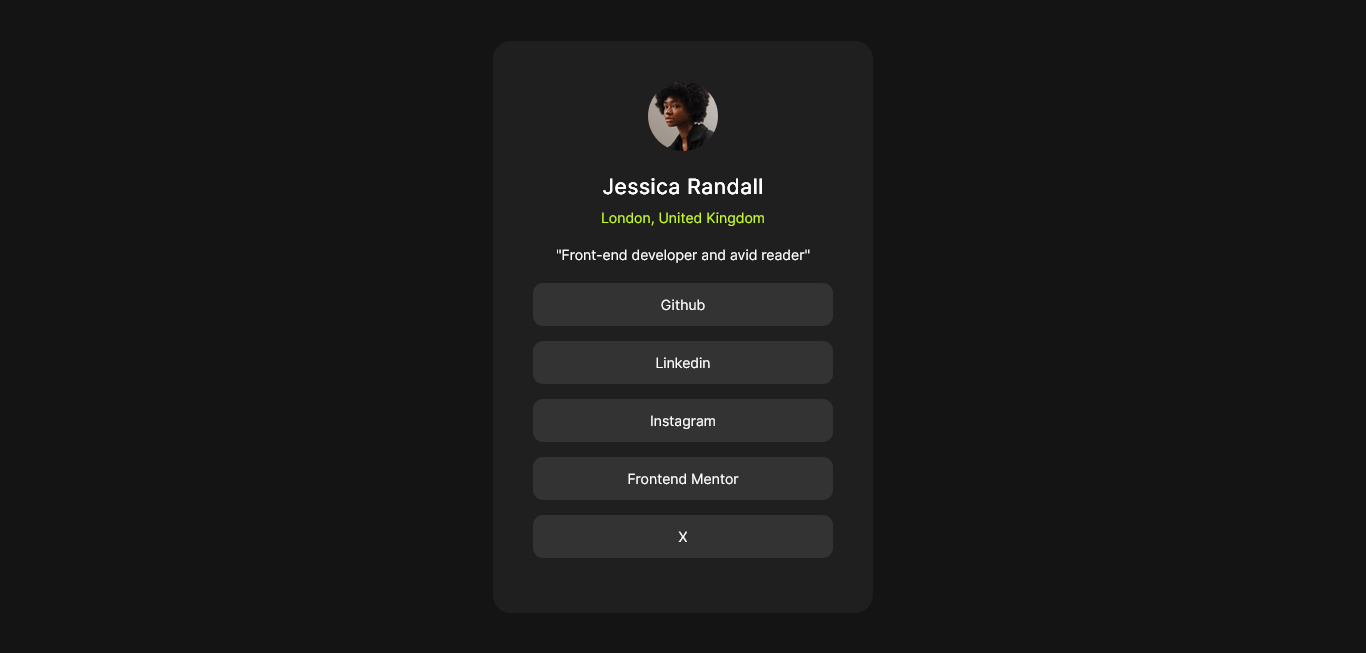 Jessica Randall
London, United Kingdom
"Front-end developer and avid reader"
Github
Linkedin
Instagram
Frontend Mentor
X